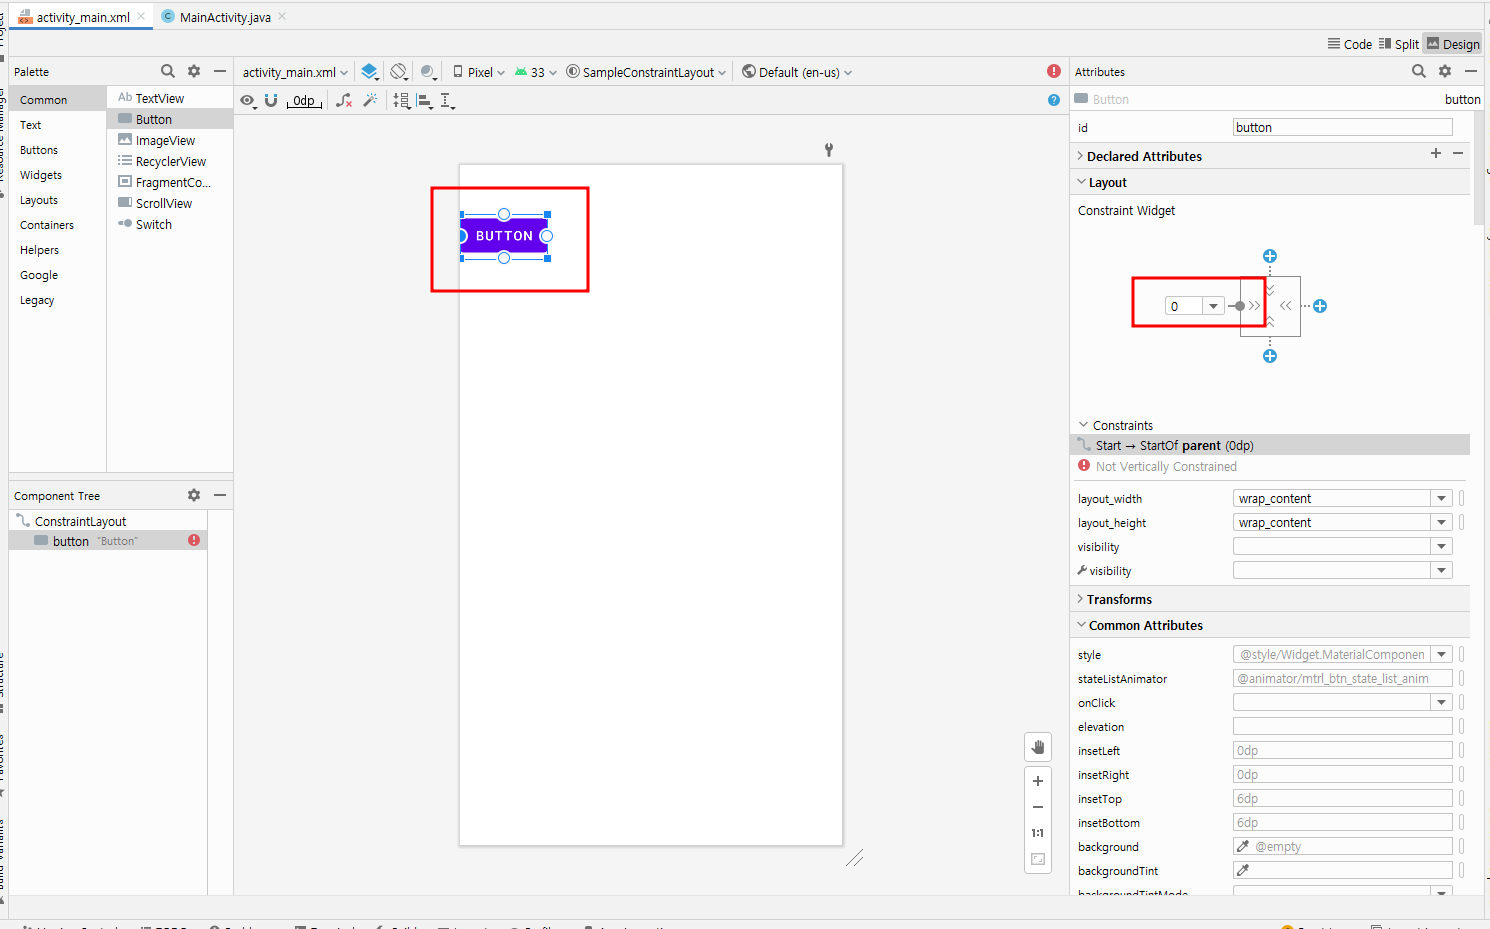 activity_main.xml
MainActivity.java
Code Split Design
Palette
activity_main.xml Pixel 33 SampleConstraintLayout Default (en-us)
Attributes
0dp
Common
Text
Buttons
Widgets
Layouts
Containers
Helpers
Google
Legacy
Ab TextView
Button
ImageView
RecyclerView
FragmentCo...
ScrollView
Switch
Component Tree
ConstraintLayout
button "Button"
BUTTON
1:1
Button button
id button
Declared Attributes
Layout
Constraint Widget
0
Constraints
Start → StartOf parent (0dp)
Not Vertically Constrained
layout_width wrap_content
layout_height wrap_content
visibility
visibility
Transforms
Common Attributes
style @style/Widget.MaterialComponen
stateListAnimator @animator/mtrl_btn_state_list_anim
onClick
elevation
insetLeft 0dp
insetRight 0dp
insetTop 6dp
insetBottom 6dp
background @empty
backgroundTint
backgroundTintMode